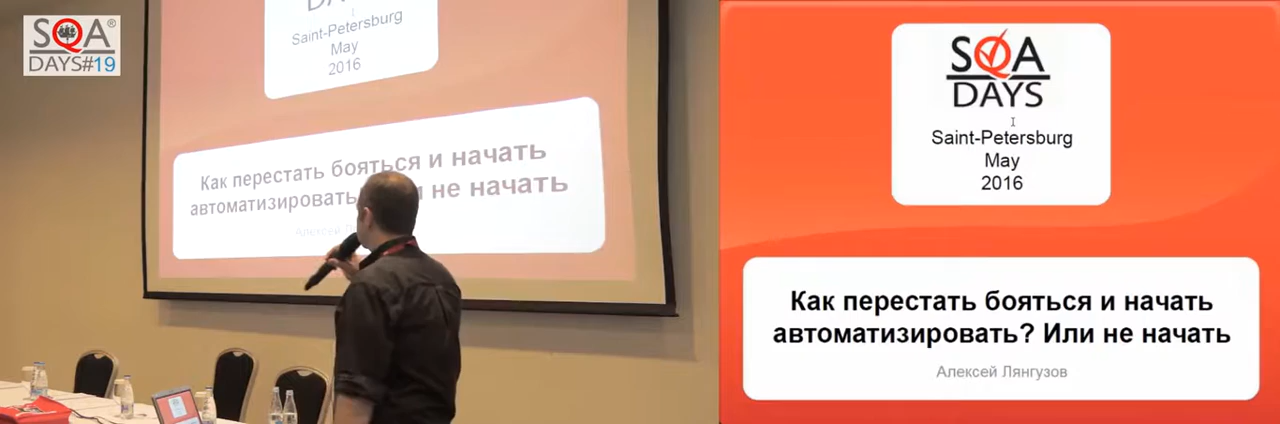 SQA®
DAYS#19
Saint-Petersburg
May
2016
Как перестать бояться и начать
автоматизировать и не начать
Алексей
SQA
DAYS
Saint-Petersburg
May
2016
Как перестать бояться и начать
автоматизировать? Или не начать
Алексей Лянгузов